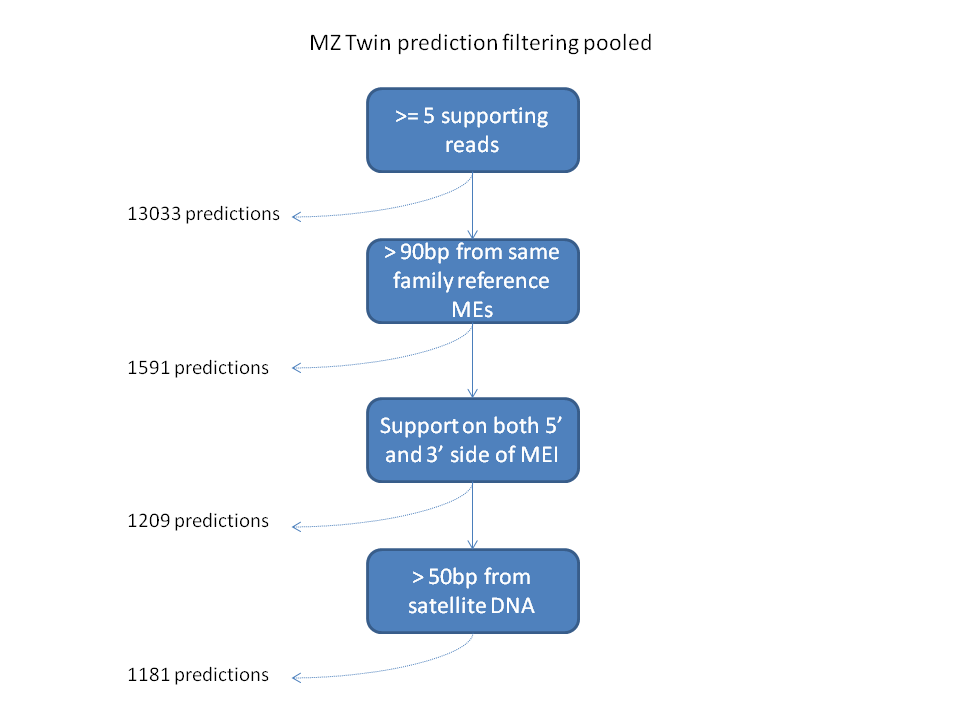 MZ Twin prediction filtering pooled
>= 5 supporting
reads
13033 predictions
> 90bp from same
family reference
MEs
1591 predictions
Support on both 5’
and 3’ side of MEI
1209 predictions
> 50bp from
satellite DNA
1181 predictions